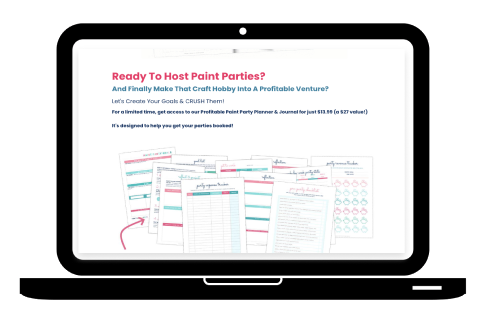 Ready To Host Paint Parties?
And Finally Make That Craft Hobby Into A Profitable Venture?
Let's Create Your Goals & CRUSH Them!
For a limited time, get access to our Profitable Paint Party Planner & Journal for just $13.99 (a $27 value!)
It's designed to help you get your parties booked!